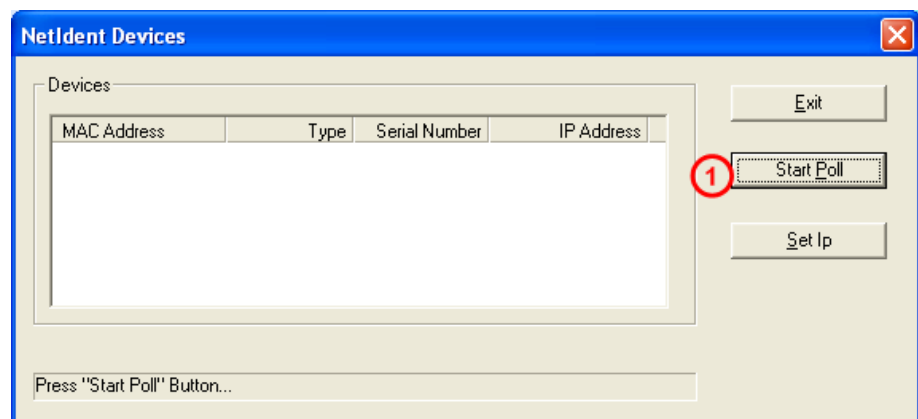 NetIdent Devices
Devices
MAC Address Type Serial Number IP Address
Exit
1 Start Poll
Set Ip
Press "Start Poll" Button...